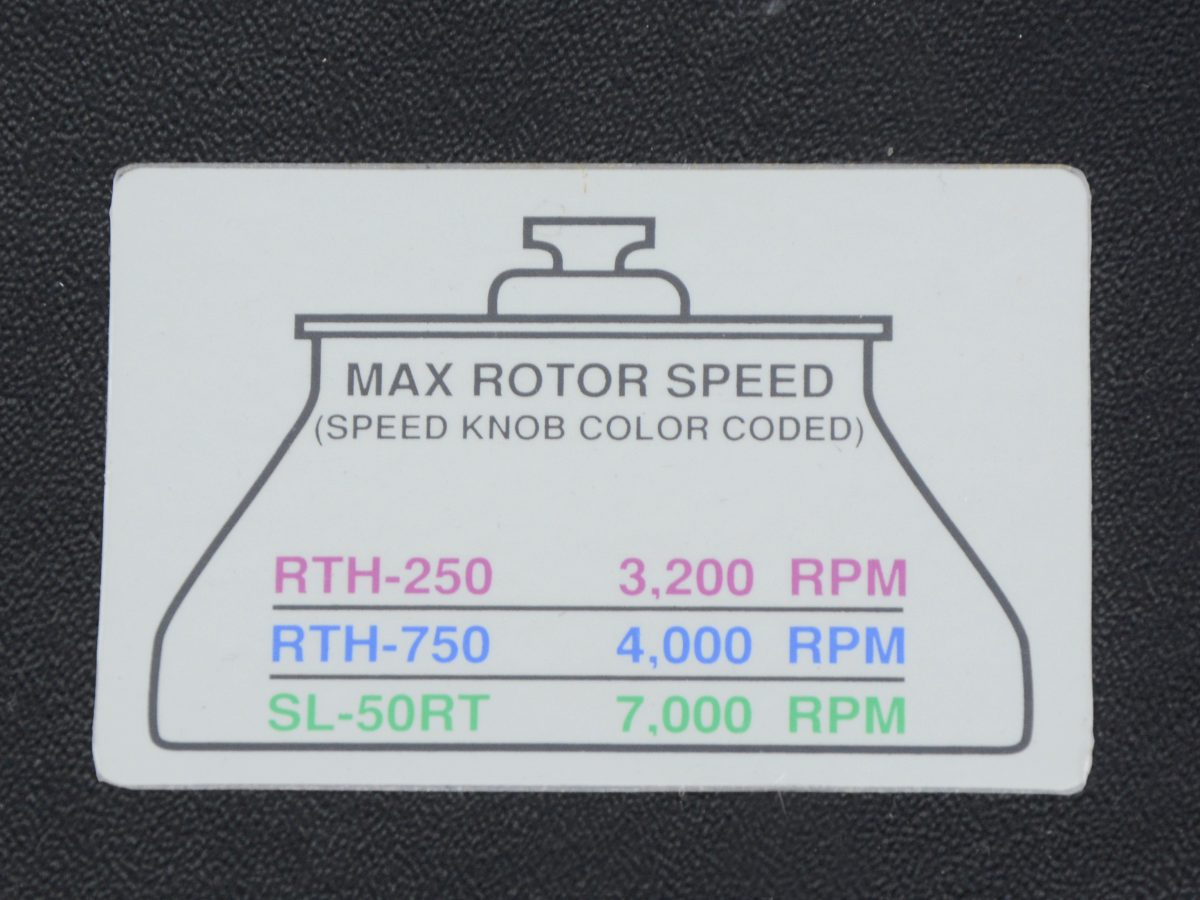 MAX ROTOR SPEED
(SPEED KNOB COLOR CODED)
RTH-250 3,200 RPM
RTH-750 4,000 RPM
SL-50RT 7,000 RPM